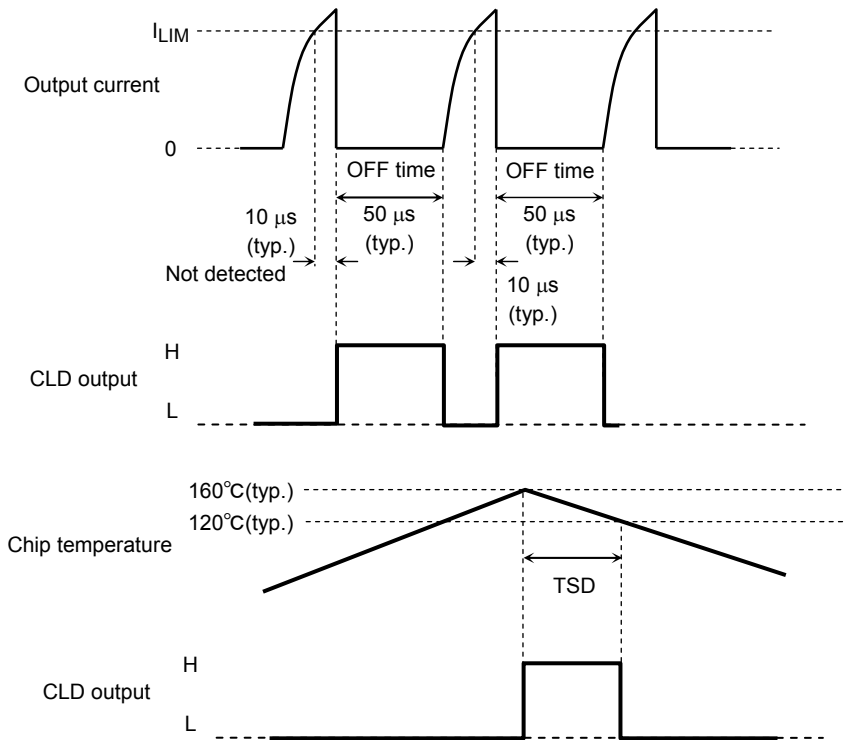 I_LIM
Output current
0
OFF time
OFF time
10 μs
(typ.)
50 μs
(typ.)
50 μs
(typ.)
Not detected
10 μs
(typ.)
H
CLD output
L
160℃(typ.)
120℃(typ.)
Chip temperature
TSD
H
CLD output
L